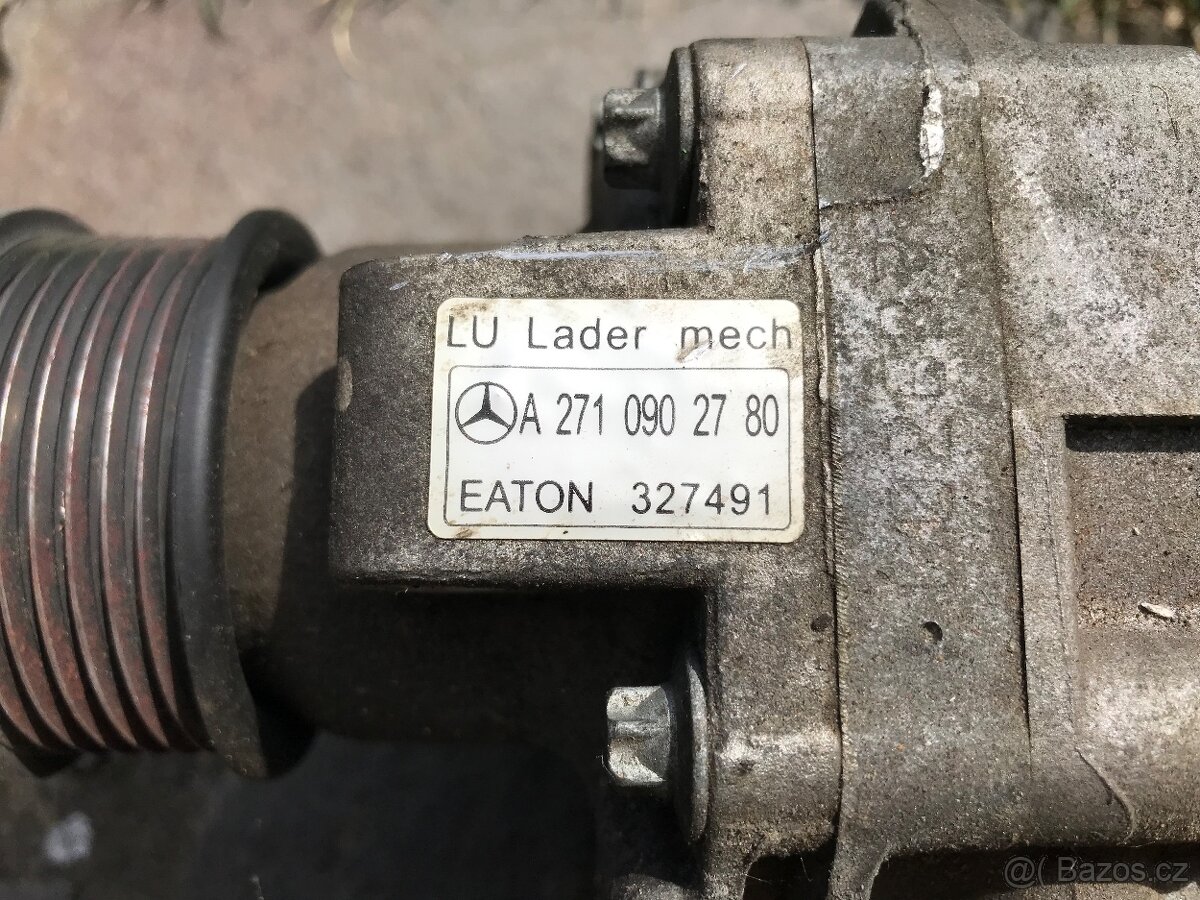 LU Lader mech
A 271 090 27 80
EATON 327491
@( Bazos.cz